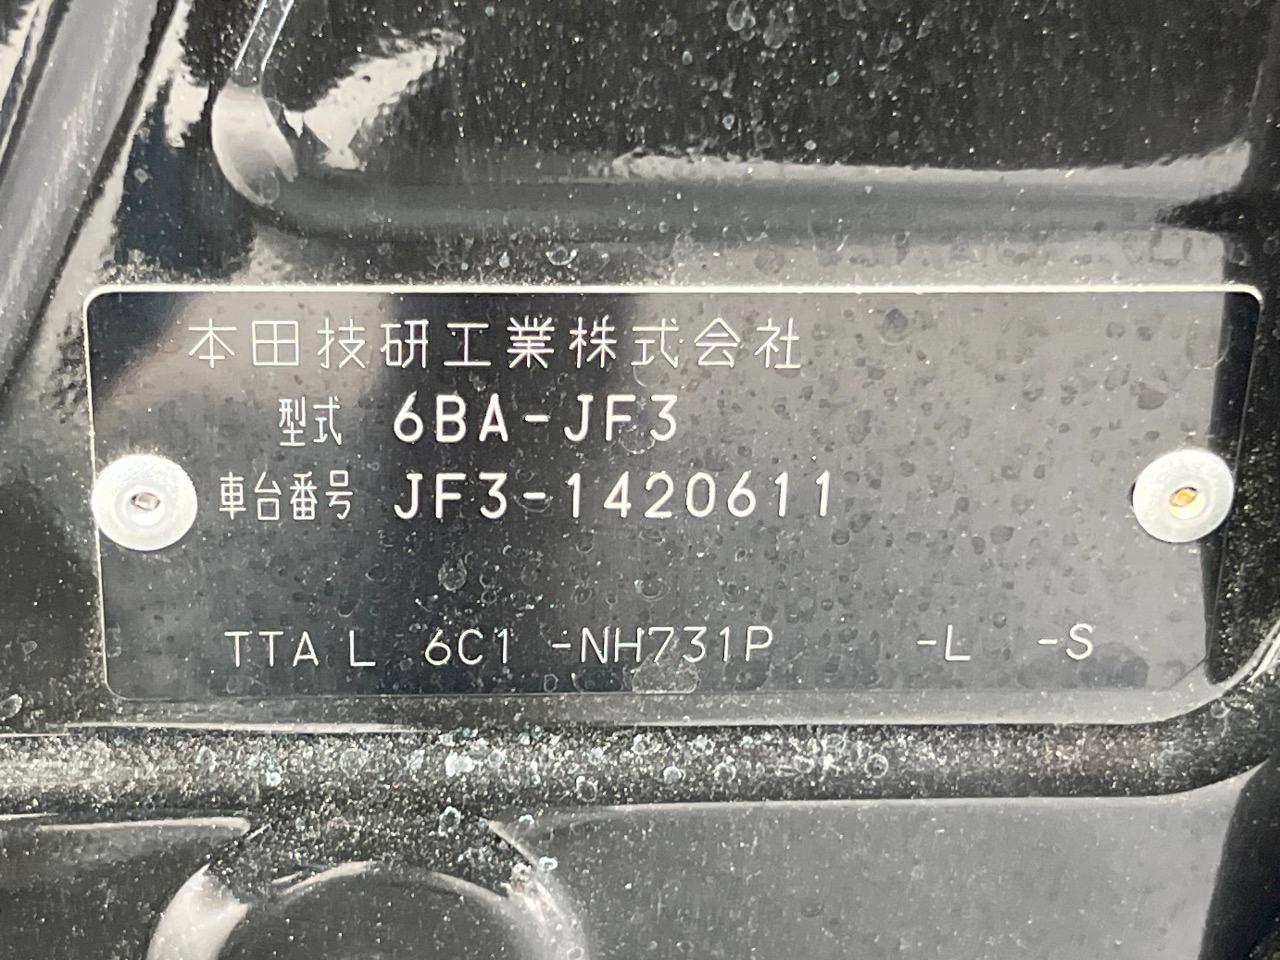 本田技研工業株式会社
型式 6BA-JF3
車台番号 JF3-1420611
TTA L 6C1 -NH731P -L -S